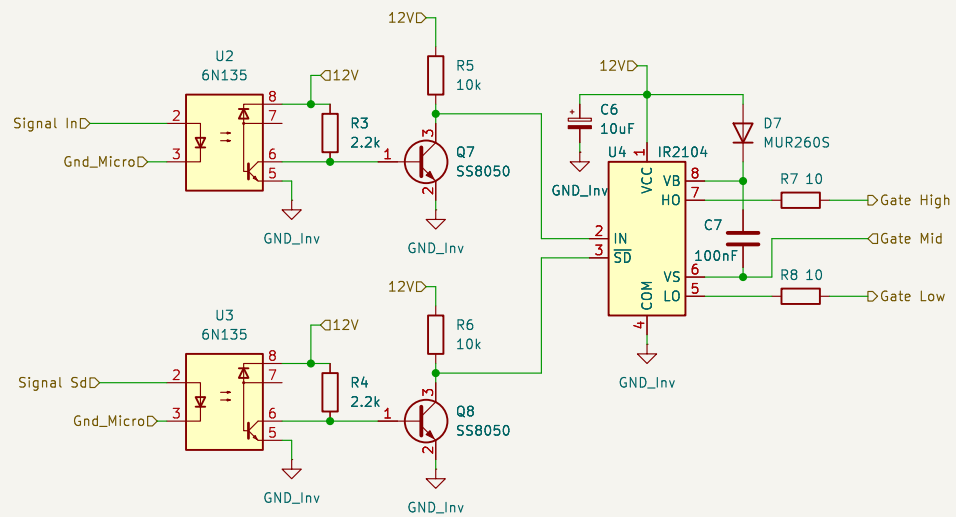 12V
U2
6N135
12V
R5
10k
12V
8
Signal In
2
7
R3
2.2k
3
C6
10uF
D7
MUR260S
Gnd_Micro
3
6
1
Q7
SS8050
U4
IR2104
1
5
2
GND_Inv
VCC
VB
8
R7 10
HO
7
Gate High
GND_Inv
GND_Inv
C7
100nF
2
IN
Gate Mid
3
SD
VS
6
R8 10
12V
COM
LO
5
Gate Low
U3
6N135
12V
R6
10k
4
8
GND_Inv
Signal Sd
2
7
R4
2.2k
3
Gnd_Micro
3
6
1
Q8
SS8050
5
2
GND_Inv
GND_Inv